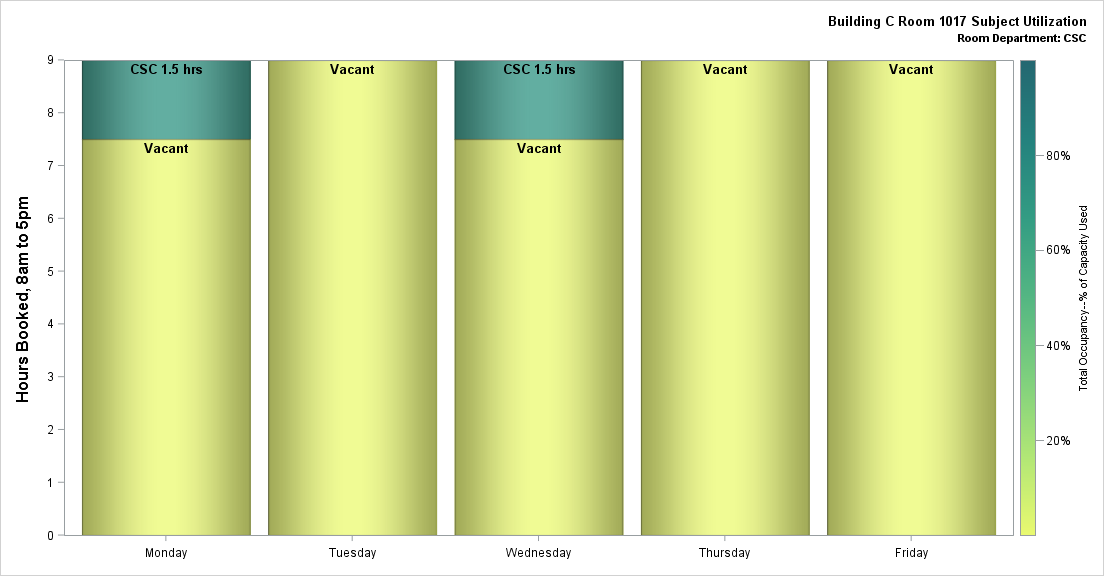 Building C Room 1017 Subject Utilization
Room Department: CSC
Hours Booked, 8am to 5pm
9
8
7
6
5
4
3
2
1
0
CSC 1.5 hrs
Vacant
Vacant
CSC 1.5 hrs
Vacant
Vacant
Vacant
Monday
Tuesday
Wednesday
Thursday
Friday
80%
60%
40%
20%
Total Occupancy--% of Capacity Used